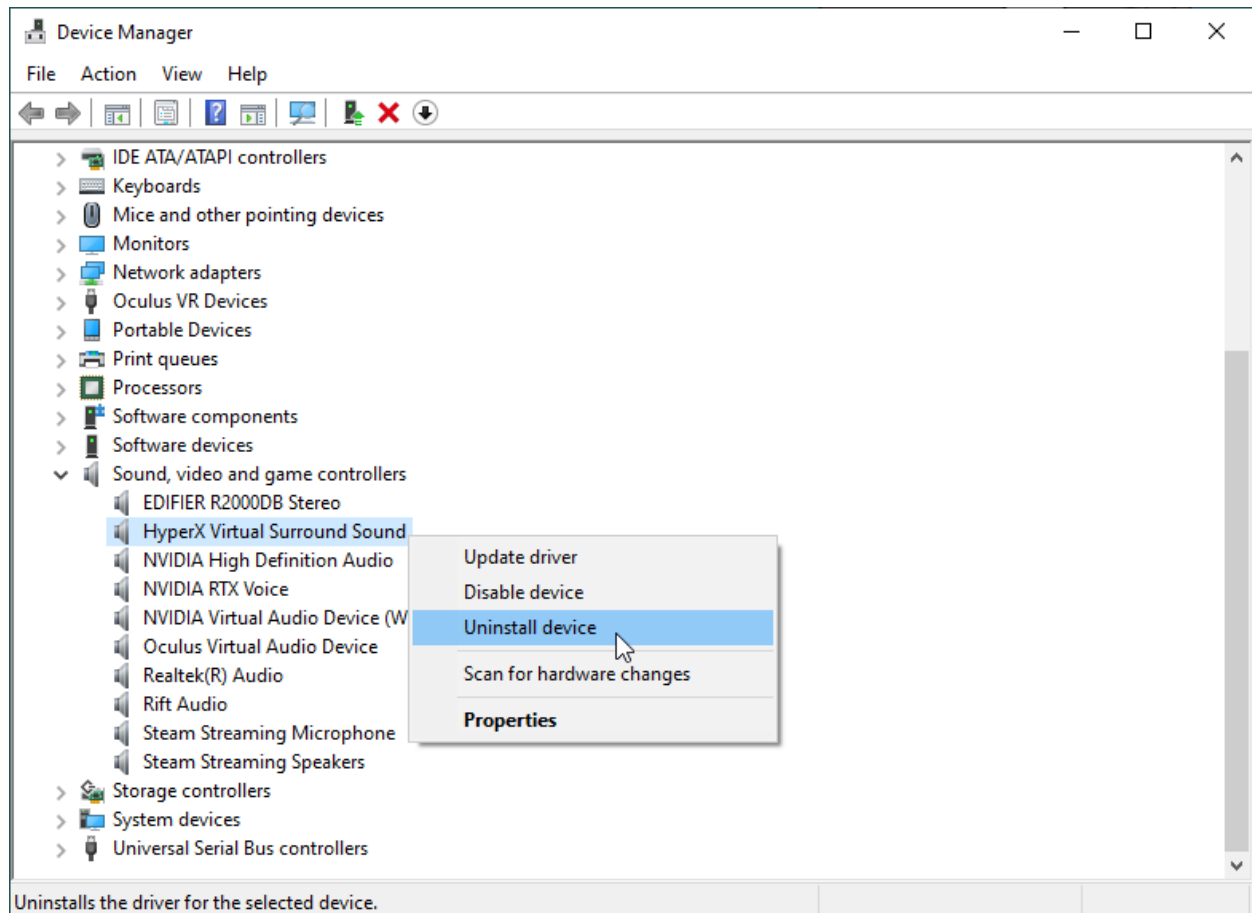 Device Manager
File Action View Help
IDE ATA/ATAPI controllers
Keyboards
Mice and other pointing devices
Monitors
Network adapters
Oculus VR Devices
Portable Devices
Print queues
Processors
Software components
Software devices
Sound, video and game controllers
EDIFIER R2000DB Stereo
HyperX Virtual Surround Sound
NVIDIA High Definition Audio
NVIDIA RTX Voice
NVIDIA Virtual Audio Device (W
Oculus Virtual Audio Device
Realtek(R) Audio
Rift Audio
Steam Streaming Microphone
Steam Streaming Speakers
Storage controllers
System devices
Universal Serial Bus controllers
Update driver
Disable device
Uninstall device
Scan for hardware changes
Properties
Uninstalls the driver for the selected device.